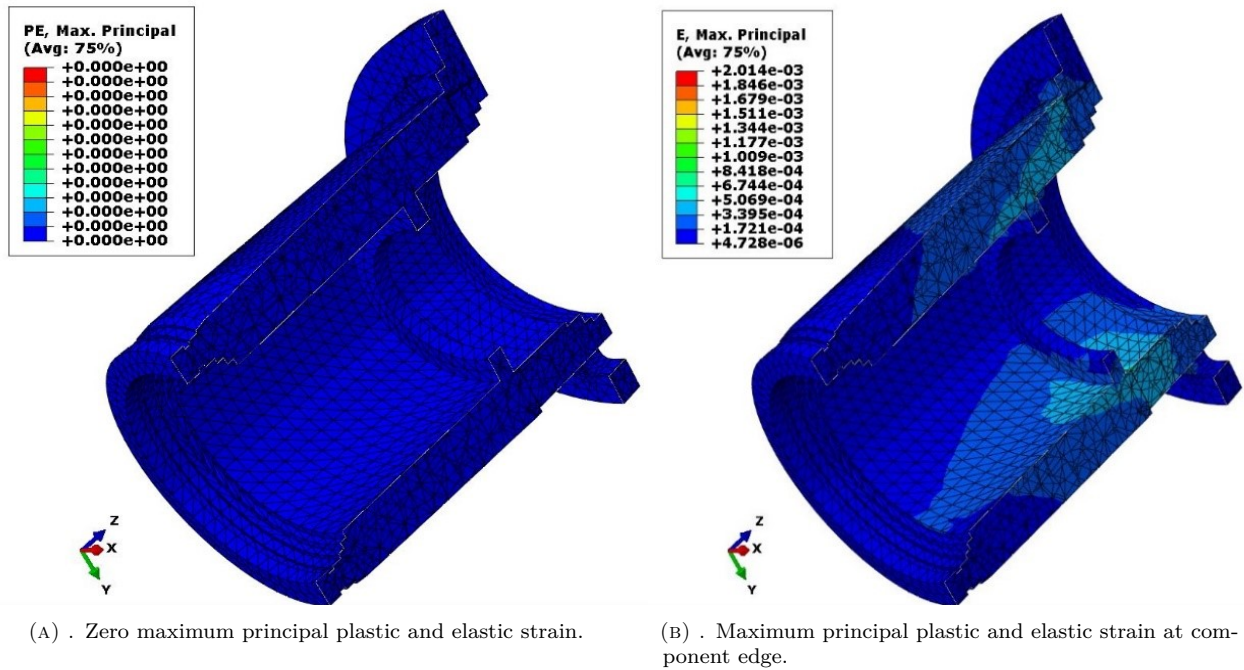 PE, Max. Principal
(Avg: 75%)
+0.000e+00
+0.000e+00
+0.000e+00
+0.000e+00
+0.000e+00
+0.000e+00
+0.000e+00
+0.000e+00
+0.000e+00
+0.000e+00
+0.000e+00
+0.000e+00
+0.000e+00
Z
X
Y
E, Max. Principal
(Avg: 75%)
+2.014e-03
+1.846e-03
+1.679e-03
+1.511e-03
+1.344e-03
+1.177e-03
+1.009e-03
+8.418e-04
+6.744e-04
+5.069e-04
+3.395e-04
+1.721e-04
+4.728e-06
Z
X
Y
(A) . Zero maximum principal plastic and elastic strain.
(B) . Maximum principal plastic and elastic strain at com-
ponent edge.